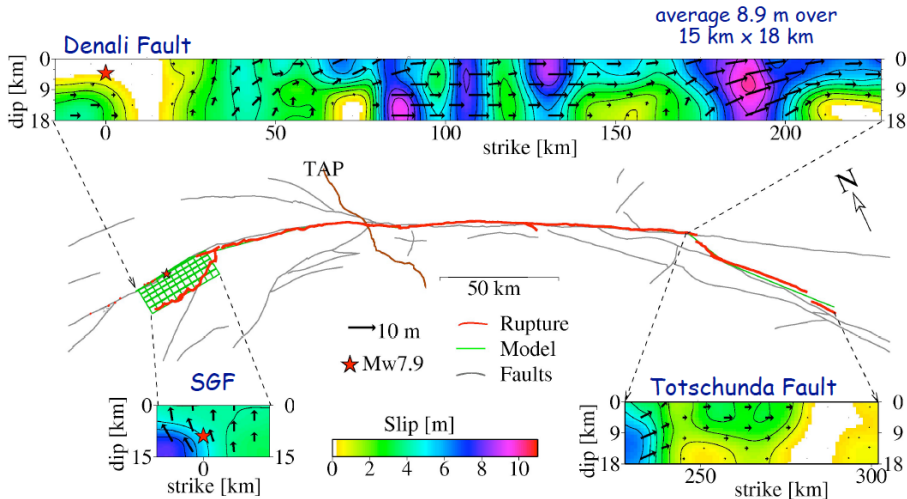 average 8.9 m over
15 km x 18 km
Denali Fault
dip [km]
0
9
18
0
9
18
0
50
100
150
200
strike [km]
TAP
N
50 km
10 m
Mw7.9
Rupture
Model
Faults
SGF
dip [km]
0
15
0
15
0
strike [km]
Slip [m]
0 2 4 6 8 10
Totschunda Fault
dip [km]
0
9
18
0
9
18
250
300
strike [km]